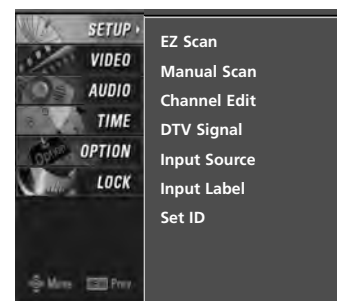 SETUP
VIDEO
AUDIO
TIME
OPTION
LOCK
Move Prev
EZ Scan
Manual Scan
Channel Edit
DTV Signal
Input Source
Input Label
Set ID